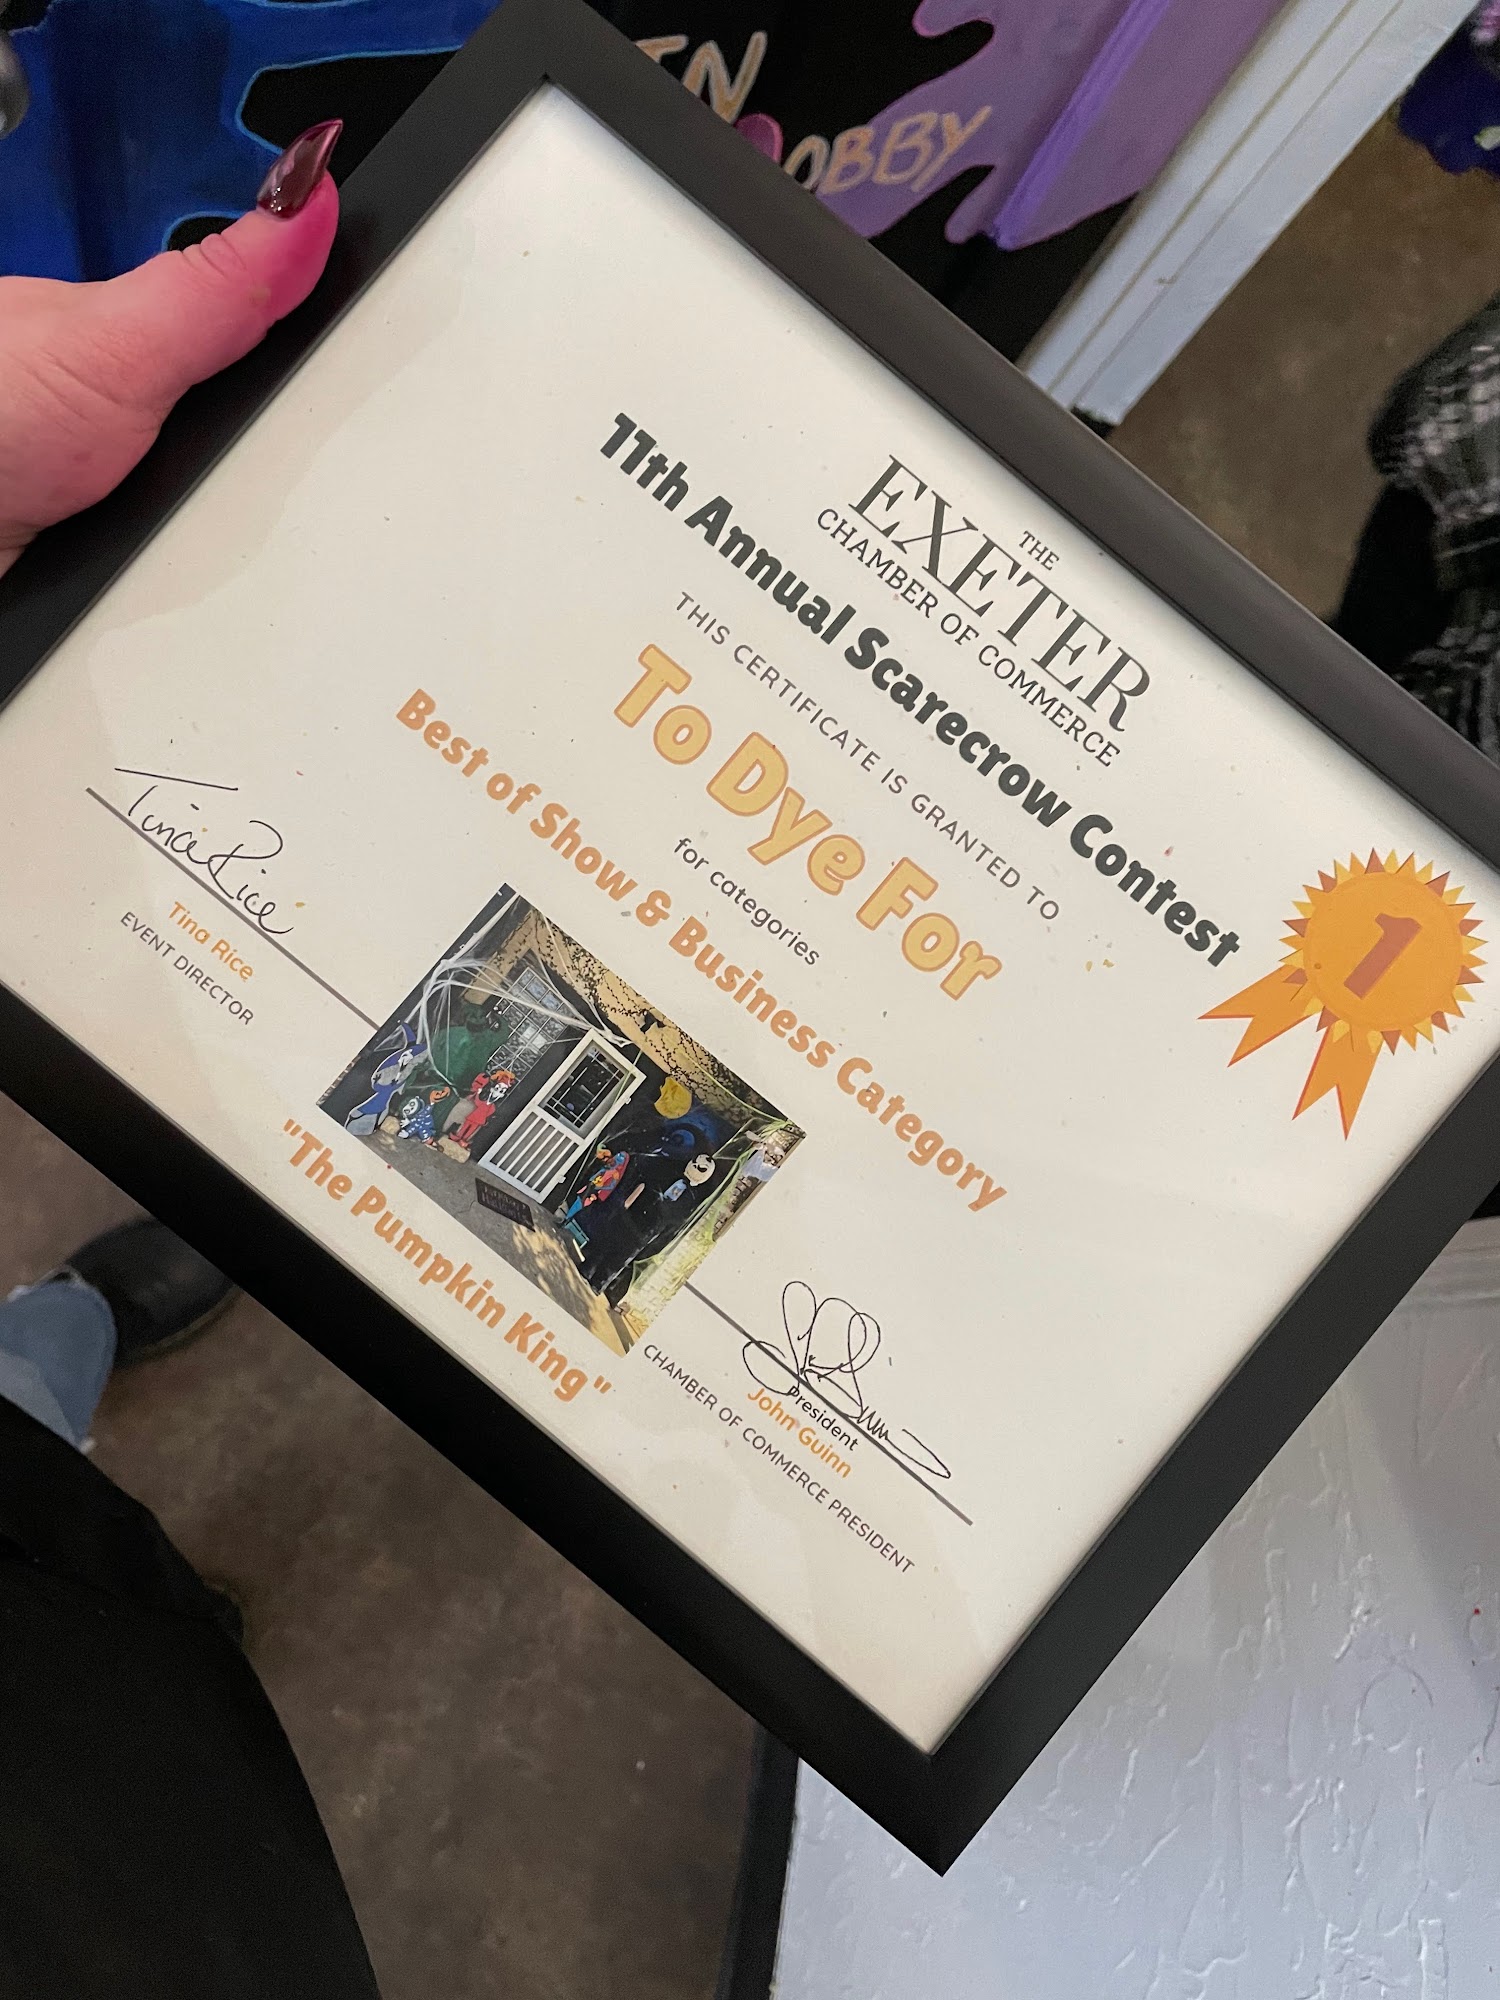 IN
OBBY
THE
EXETER
CHAMBER OF COMMERCE
11th Annual Scarecrow Contest
THIS CERTIFICATE IS GRANTED TO
To Dye For
for categories
Best of Show & Business Category
1
Tina Rice
Tina Rice
EVENT DIRECTOR
"The Pumpkin King"
President
John Guinn
CHAMBER OF COMMERCE PRESIDENT